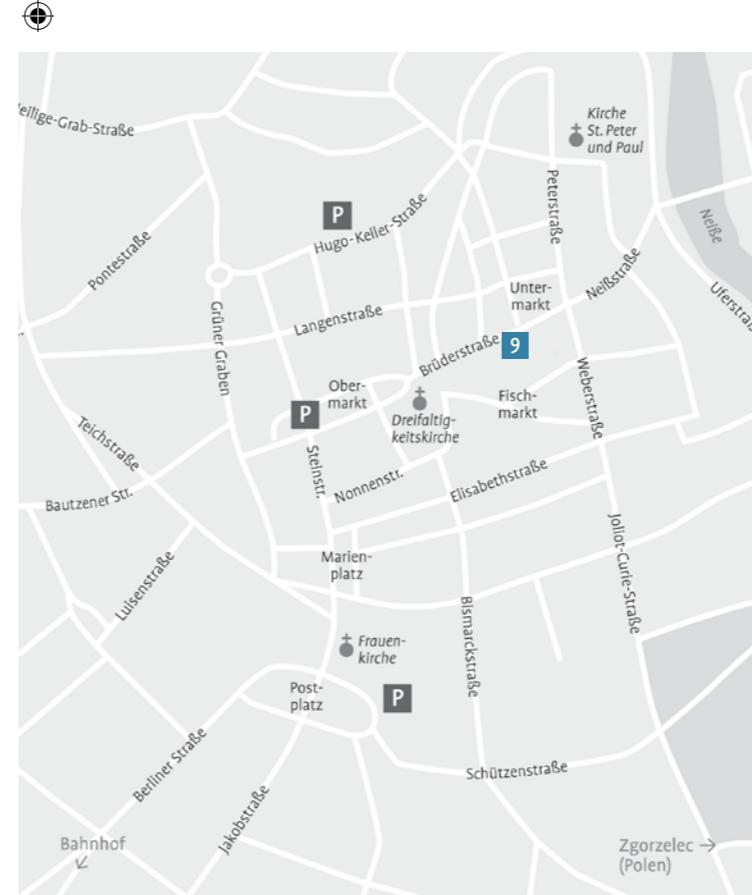 Kirche
St. Peter
und Paul
eilige-Grab-Straße
Peterstraße
P
Hugo-Keller-Straße
Neiße
Pontestraße
Neißstraße
Unter-
markt
Grüner Graben
Langenstraße
Brüderstraße
9
Ober-
markt
P
Fisch-
markt
Weberstraße
Dreifaltig-
keitskirche
Teichstraße
Steinstr.
Nonnenstr.
Elisabethstraße
Bautzener Str.
Joliot-Curie-Straße
Marien-
platz
Luisenstraße
Bismarckstraße
Frauen-
kirche
Post-
platz
P
Berliner Straße
Schützenstraße
Jakobstraße
Bahnhof
Zgorzelec →
(Polen)